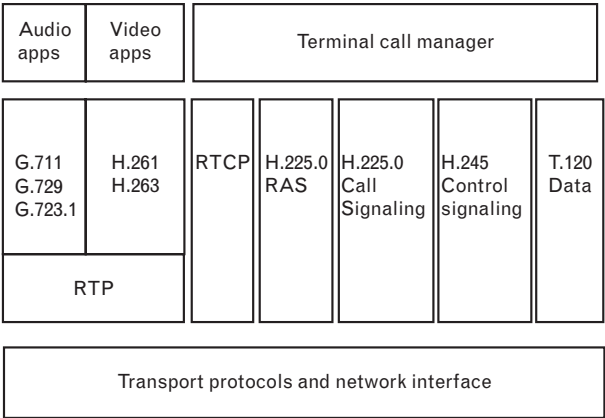 Audio
apps
Video
apps
Terminal call manager
G.711
G.729
G.723.1
H.261
H.263
RTCP
H.225.0
RAS
H.225.0
Call
Signaling
H.245
Control
signaling
T.120
Data
RTP
Transport protocols and network interface